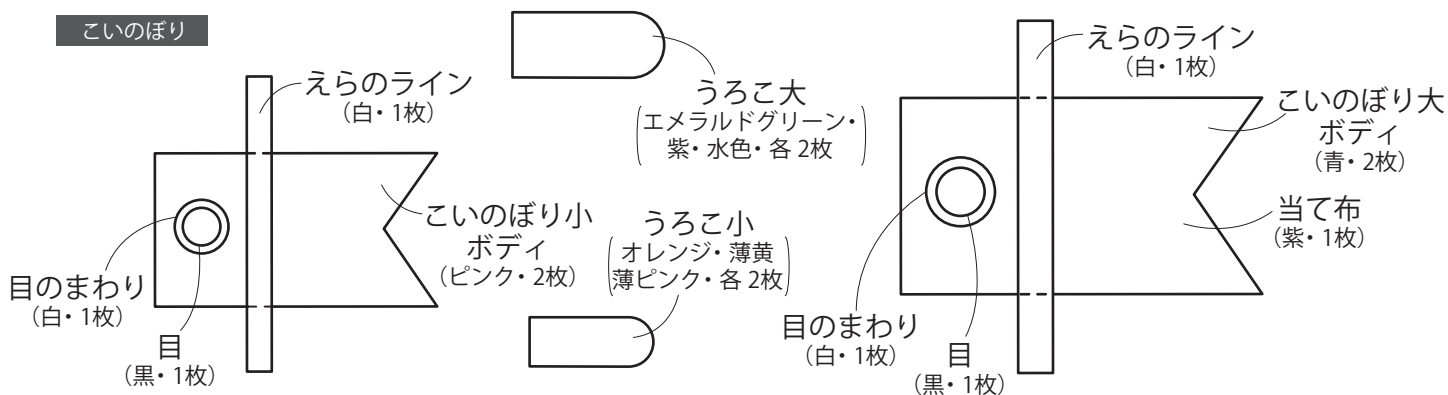 こいのぼり
えらのライン
（白・1枚）
こいのぼり小
ボディ
（ピンク・2枚）
目のまわり
（白・1枚）
目
（黒・1枚）
うろこ大
（エメラルドグリーン・
紫・水色・各 2枚）
うろこ小
（オレンジ・薄黄
薄ピンク・各 2枚）
えらのライン
（白・1枚）
こいのぼり大
ボディ
（青・2枚）
当て布
（紫・1枚）
目のまわり
（白・1枚）
目
（黒・1枚）